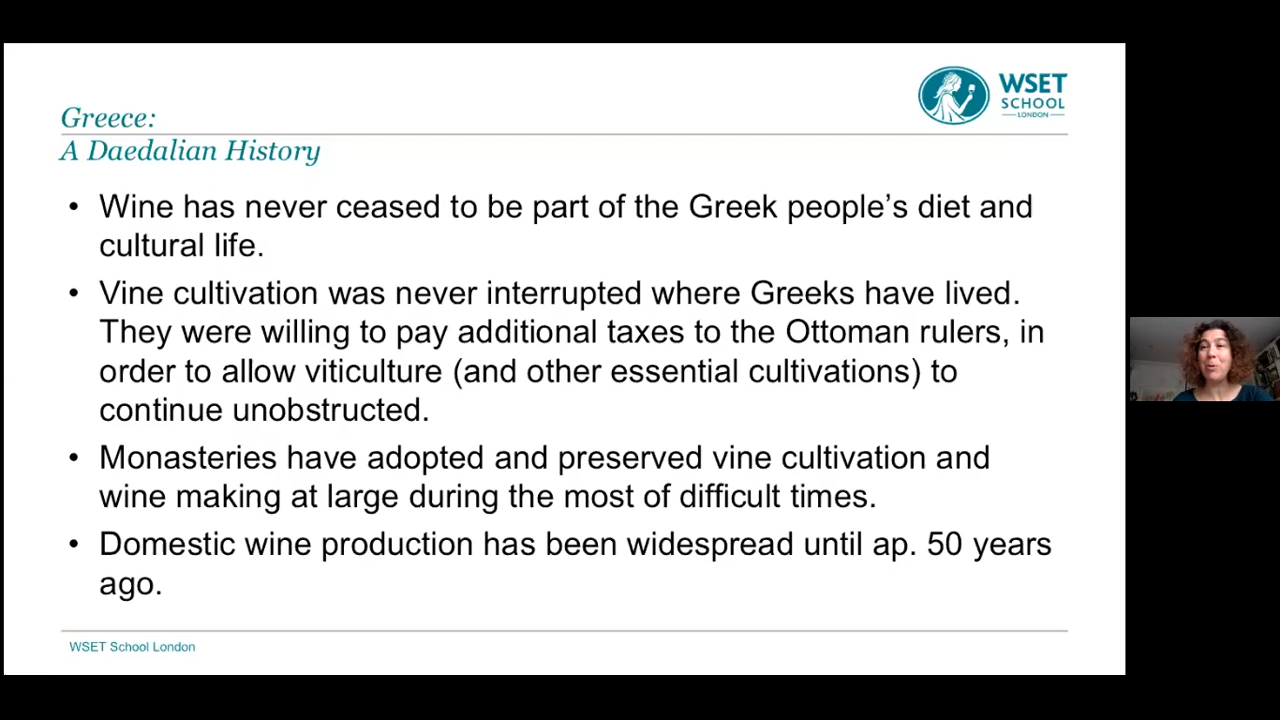 WSET
SCHOOL
LONDON
Greece:
A Daedalian History
• Wine has never ceased to be part of the Greek people’s diet and
cultural life.
• Vine cultivation was never interrupted where Greeks have lived.
They were willing to pay additional taxes to the Ottoman rulers, in
order to allow viticulture (and other essential cultivations) to
continue unobstructed.
• Monasteries have adopted and preserved vine cultivation and
wine making at large during the most of difficult times.
• Domestic wine production has been widespread until ap. 50 years
ago.
WSET School London